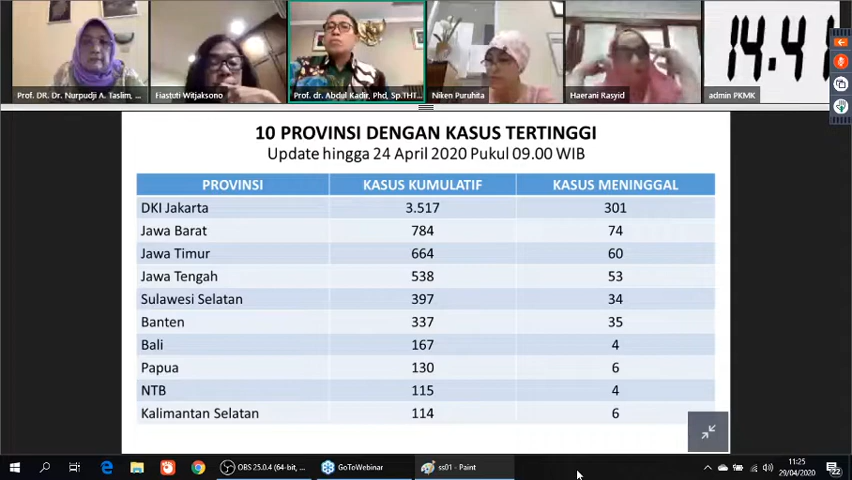 Prof. DR. Dr. Nurpudji A. Taslim, ...
Fiastuti Witjaksono
Prof. dr. Abdul Kadir, Phd, Sp.THT...
Niken Puruhita
Haerani Rasyid
admin PKMK
14.41
10 PROVINSI DENGAN KASUS TERTINGGI
Update hingga 24 April 2020 Pukul 09.00 WIB
PROVINSI KASUS KUMULATIF KASUS MENINGGAL
DKI Jakarta 3.517 301
Jawa Barat 784 74
Jawa Timur 664 60
Jawa Tengah 538 53
Sulawesi Selatan 397 34
Banten 337 35
Bali 167 4
Papua 130 6
NTB 115 4
Kalimantan Selatan 114 6
OBS 25.0.4 (64-bit, ...
GoToWebinar
ss01 - Paint
11:25
29/04/2020
22